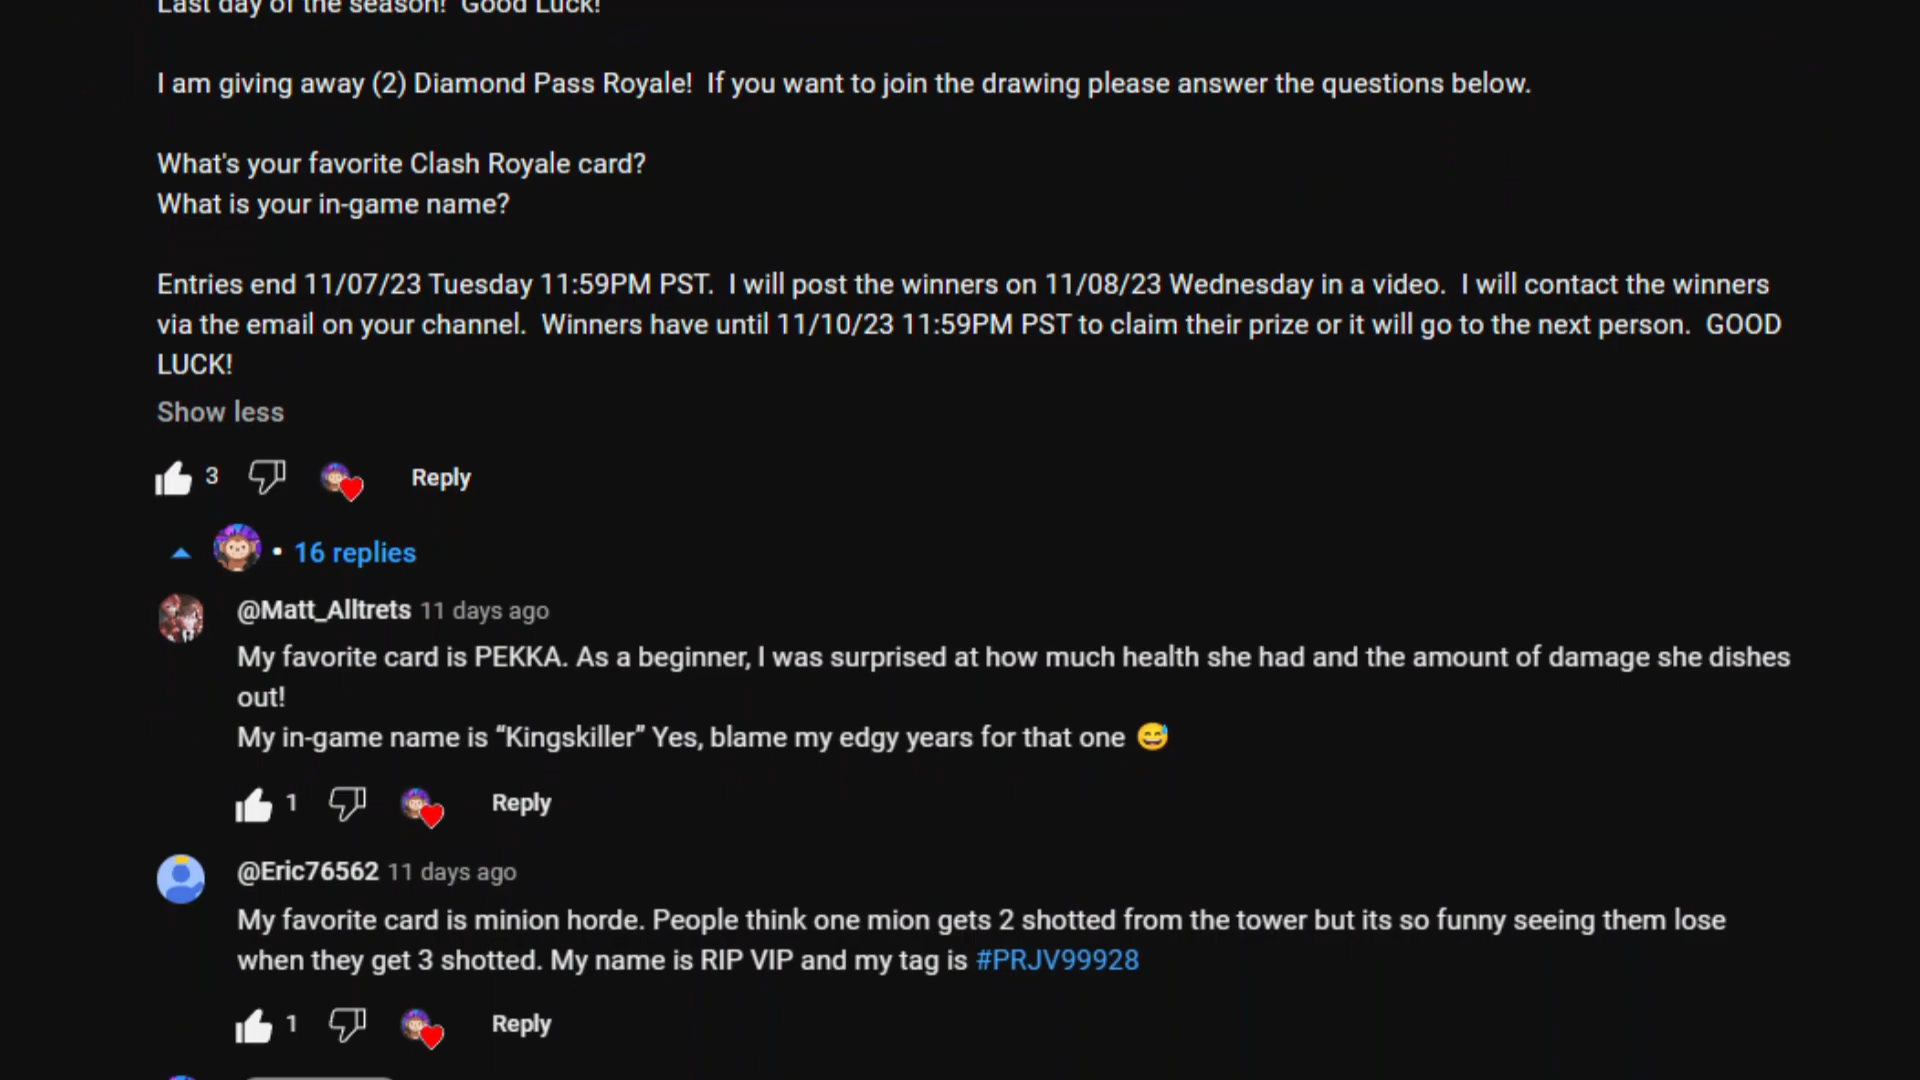 Last day of the season!  Good Luck!
I am giving away (2) Diamond Pass Royale!  If you want to join the drawing please answer the questions below.
What's your favorite Clash Royale card?
What is your in-game name?
Entries end 11/07/23 Tuesday 11:59PM PST.  I will post the winners on 11/08/23 Wednesday in a video.  I will contact the winners
via the email on your channel.  Winners have until 11/10/23 11:59PM PST to claim their prize or it will go to the next person.  GOOD
LUCK!
Show less
3 Reply
• 16 replies
@Matt_Alltrets 11 days ago
My favorite card is PEKKA. As a beginner, I was surprised at how much health she had and the amount of damage she dishes
out!
My in-game name is “Kingskiller” Yes, blame my edgy years for that one 😅
1 Reply
@Eric76562 11 days ago
My favorite card is minion horde. People think one mion gets 2 shotted from the tower but its so funny seeing them lose
when they get 3 shotted. My name is RIP VIP and my tag is #PRJV99928
1 Reply